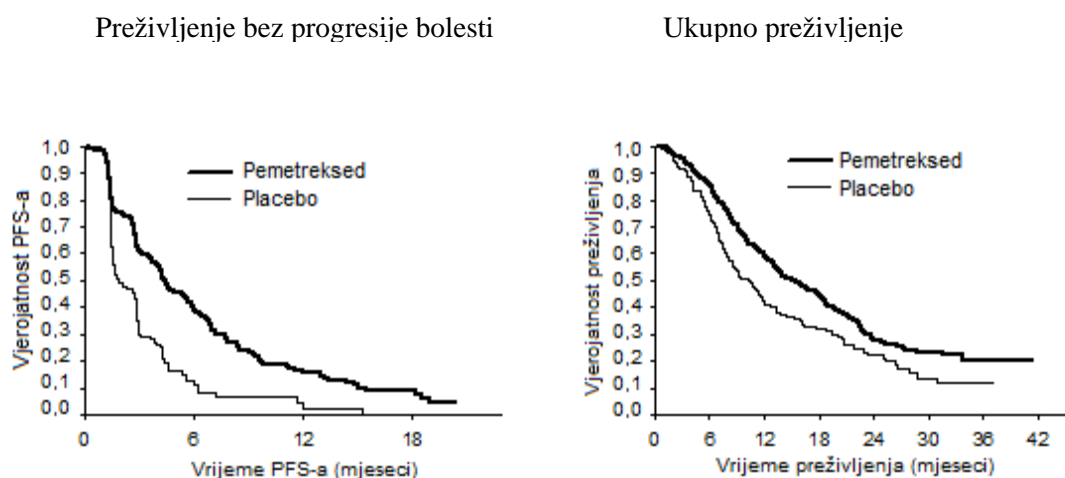 Preživljenje bez progresije bolesti
Ukupno preživljenje
Vjerojatnost PFS-a
1,0
0,9
0,8
0,7
0,6
0,5
0,4
0,3
0,2
0,1
0,0
Pemetreksed
Placebo
0 6 12 18
Vrijeme PFS-a (mjeseci)
Vjerojatnost preživljenja
1,0
0,9
0,8
0,7
0,6
0,5
0,4
0,3
0,2
0,1
0,0
Pemetreksed
Placebo
0 6 12 18 24 30 36 42
Vrijeme preživljenja (mjeseci)